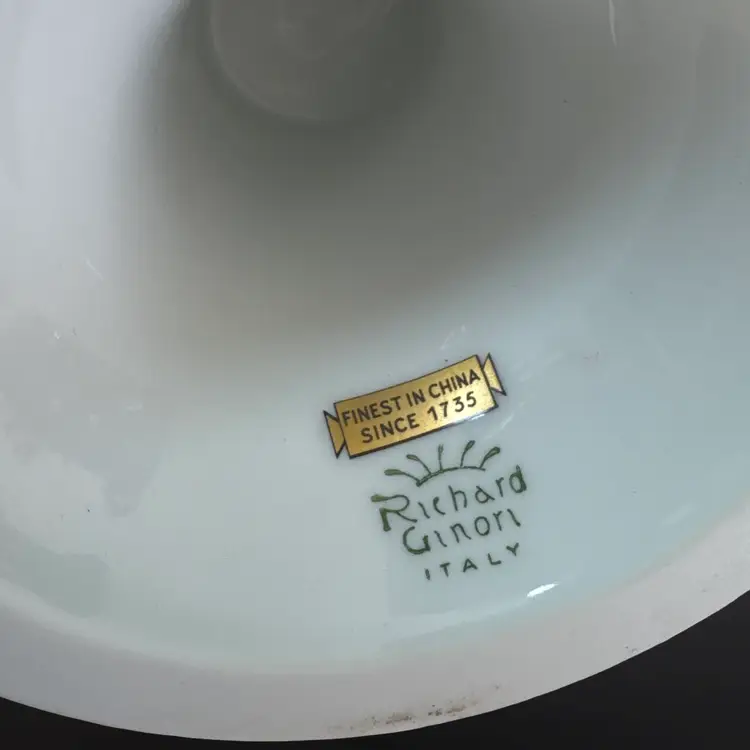 FINEST IN CHINA
SINCE 1735
Richard
Ginori
ITALY